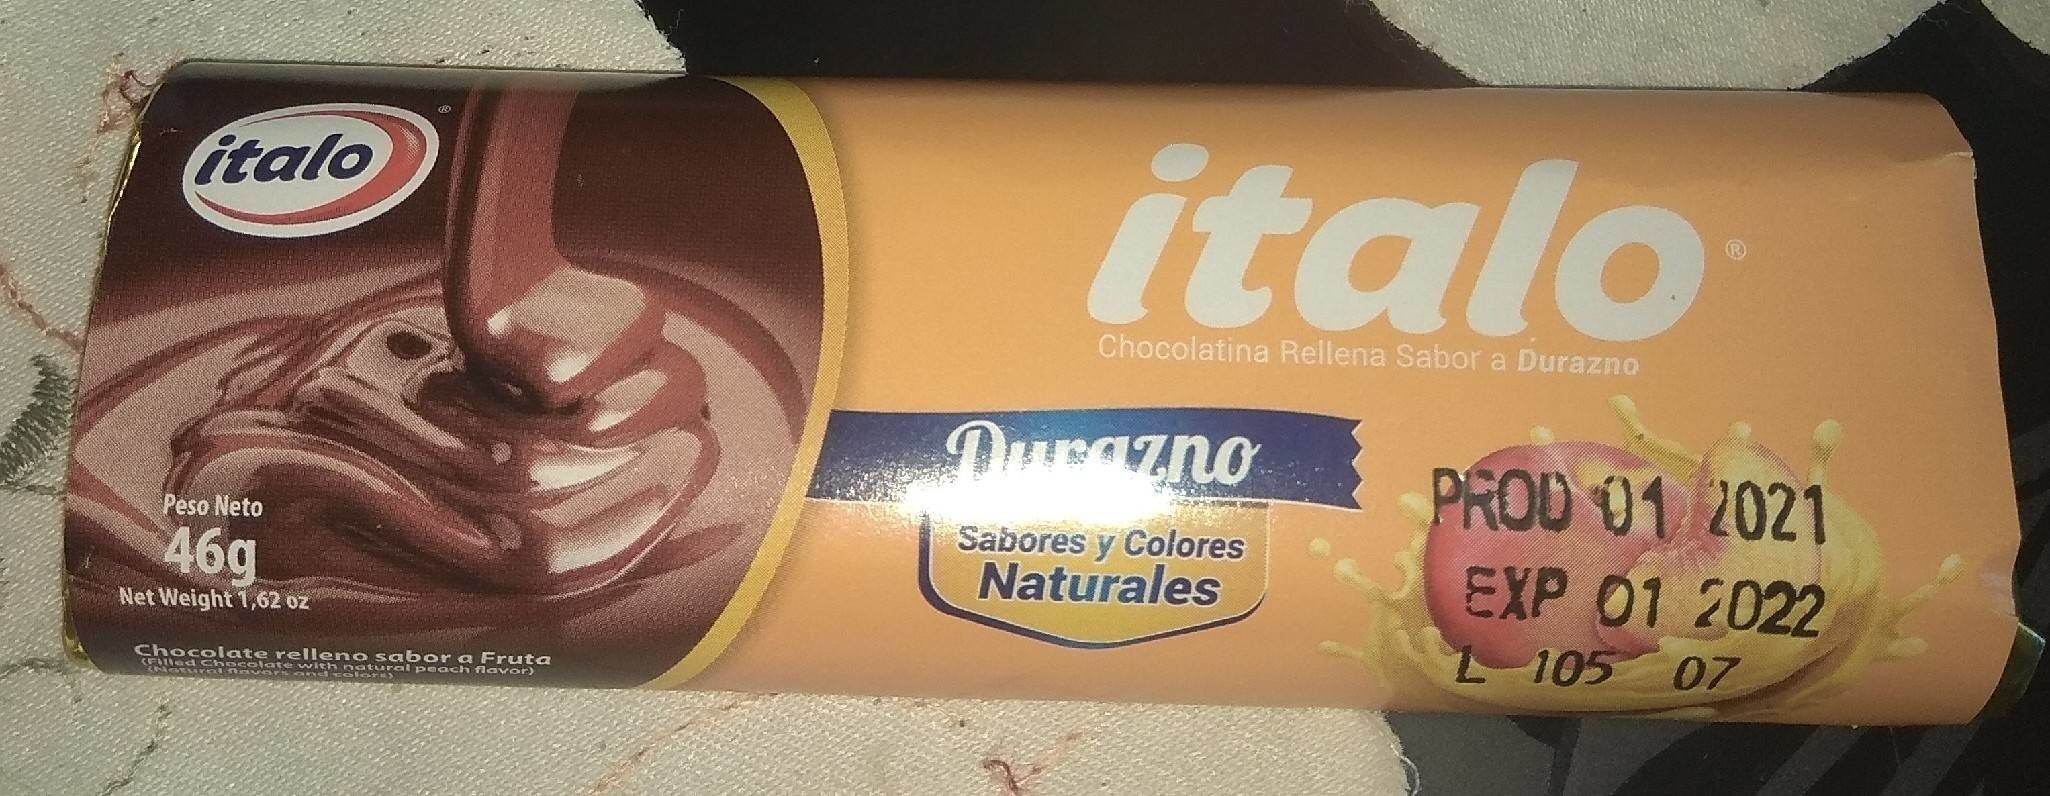 italo
®
Peso Neto
46g
Net Weight 1,62 oz
Chocolate relleno sabor a Fruta
(Filled Chocolate with natural peach flavor)
(Natural flavors and colors)
italo ®
Chocolatina Rellena Sabor a Durazno
Durazno
Sabores y Colores
Naturales
PROD 01 2021
EXP 01 2022
L 105 07